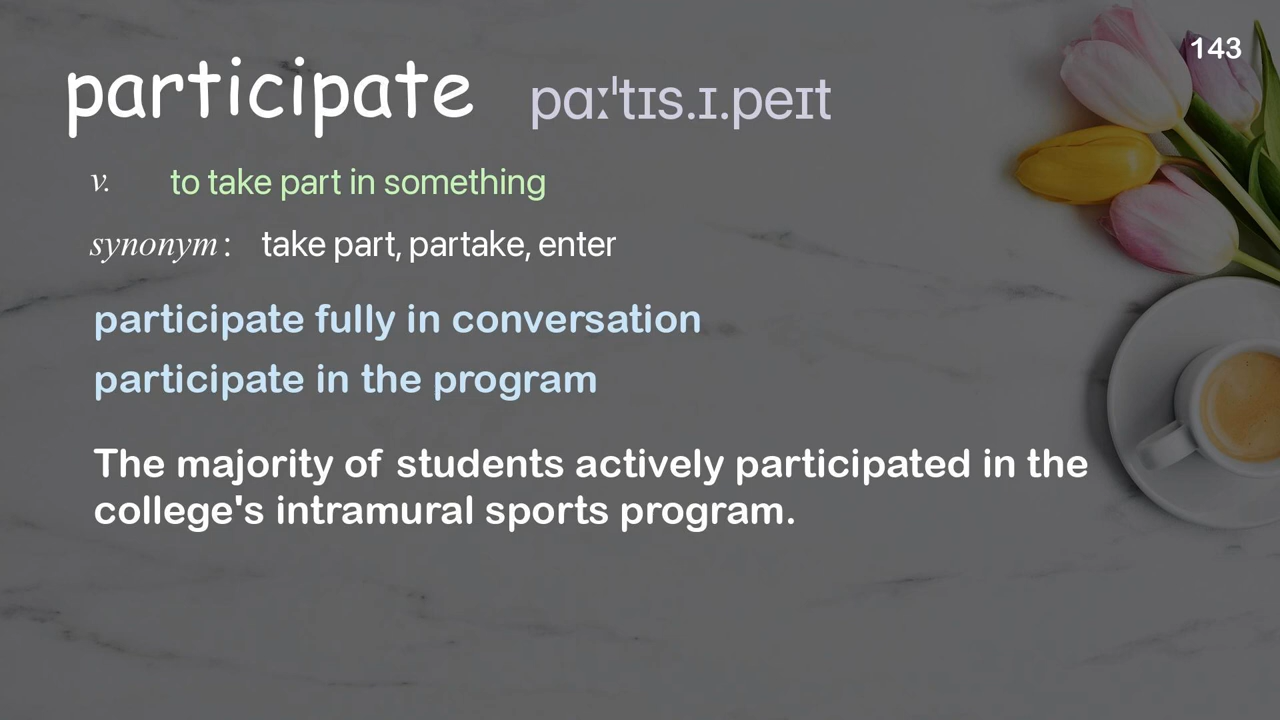 143
participate pɑːˈtɪs.ɪ.peɪt
v. to take part in something
synonym: take part, partake, enter
participate fully in conversation
participate in the program
The majority of students actively participated in the
college's intramural sports program.